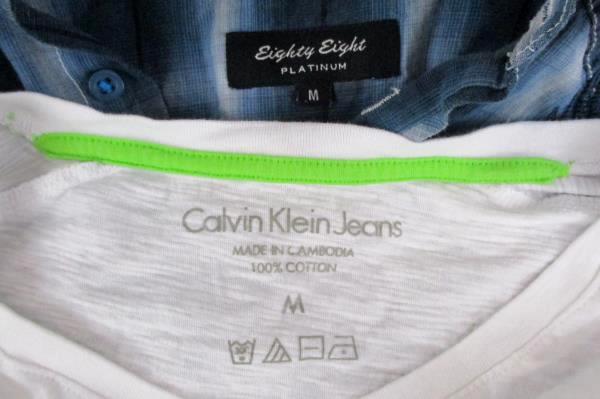 Eighty Eight
PLATINUM
M
Calvin Klein Jeans
MADE IN CAMBODIA
100% COTTON
M